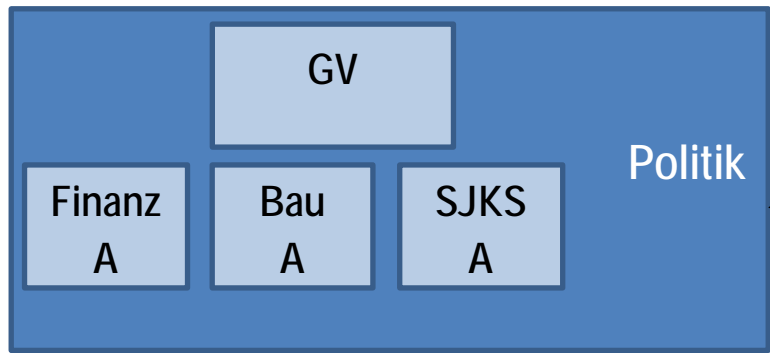 GV
Politik
Finanz
A
Bau
A
SJKS
A